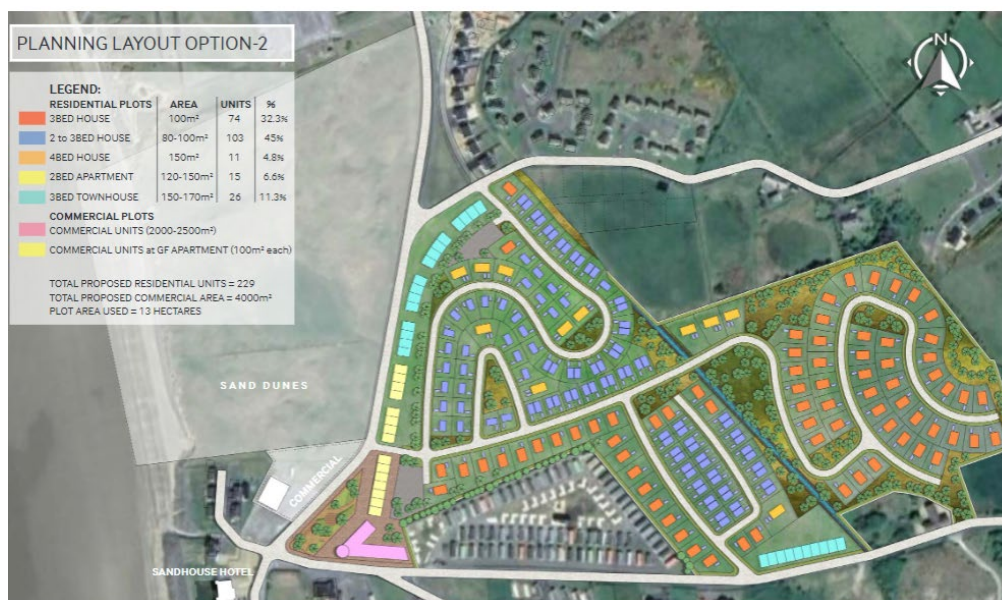 PLANNING LAYOUT OPTION-2
N
LEGEND:
RESIDENTIAL PLOTS AREA UNITS %
3BED HOUSE 100m² 74 32.3%
2 to 3BED HOUSE 80-100m² 103 45%
4BED HOUSE 150m² 11 4.8%
2BED APARTMENT 120-150m² 15 6.6%
3BED TOWNHOUSE 150-170m² 26 11.3%
COMMERCIAL PLOTS
COMMERCIAL UNITS (2000-2500m²)
COMMERCIAL UNITS at GF APARTMENT (100m² each)
TOTAL PROPOSED RESIDENTIAL UNITS = 229
TOTAL PROPOSED COMMERCIAL AREA = 4000m²
PLOT AREA USED = 13 HECTARES
SAND DUNES
COMMERCIAL
SANDHOUSE HOTEL